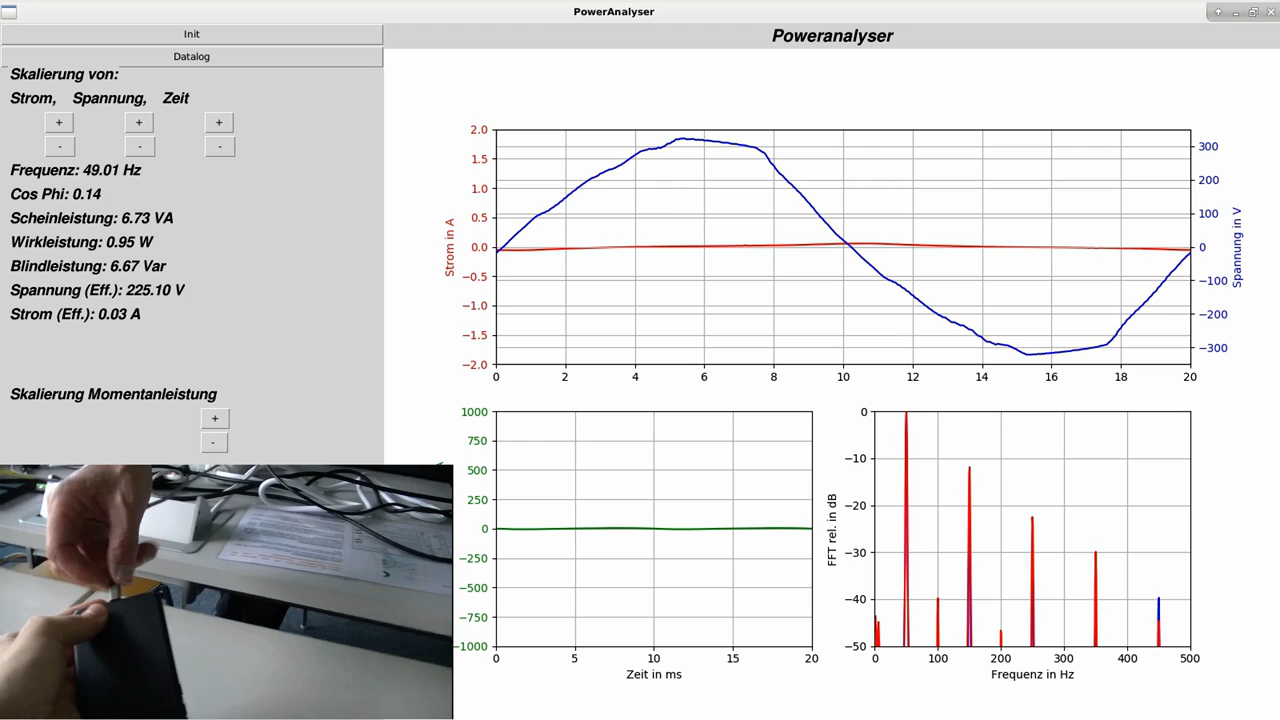 PowerAnalyser
Init
Datalog
Poweranalyser
Skalierung von:
Strom, Spannung, Zeit
+ + +
- - -
Frequenz: 49.01 Hz
Cos Phi: 0.14
Scheinleistung: 6.73 VA
Wirkleistung: 0.95 W
Blindleistung: 6.67 Var
Spannung (Eff.): 225.10 V
Strom (Eff.): 0.03 A
Skalierung Momentanleistung
+
-
Strom in A
2.0
1.5
1.0
0.5
0.0
−0.5
−1.0
−1.5
−2.0
0 2 4 6 8 10 12 14 16 18 20
300
200
100
0
−100
−200
−300
Spannung in V
1000
750
500
250
0
−250
−500
−750
−1000
0 5 10 15 20
Zeit in ms
FFT rel. in dB
0
−10
−20
−30
−40
−50
0 100 200 300 400 500
Frequenz in Hz